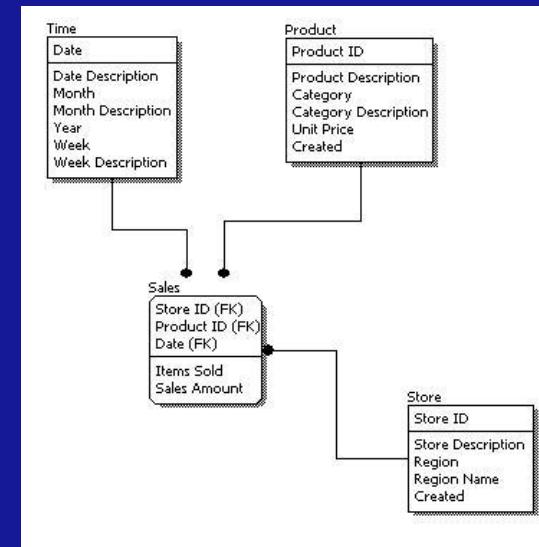 Time
Date
Date Description
Month
Month Description
Year
Week
Week Description
Product
Product ID
Product Description
Category
Category Description
Unit Price
Created
Sales
Store ID (FK)
Product ID (FK)
Date (FK)
Items Sold
Sales Amount
Store
Store ID
Store Description
Region
Region Name
Created